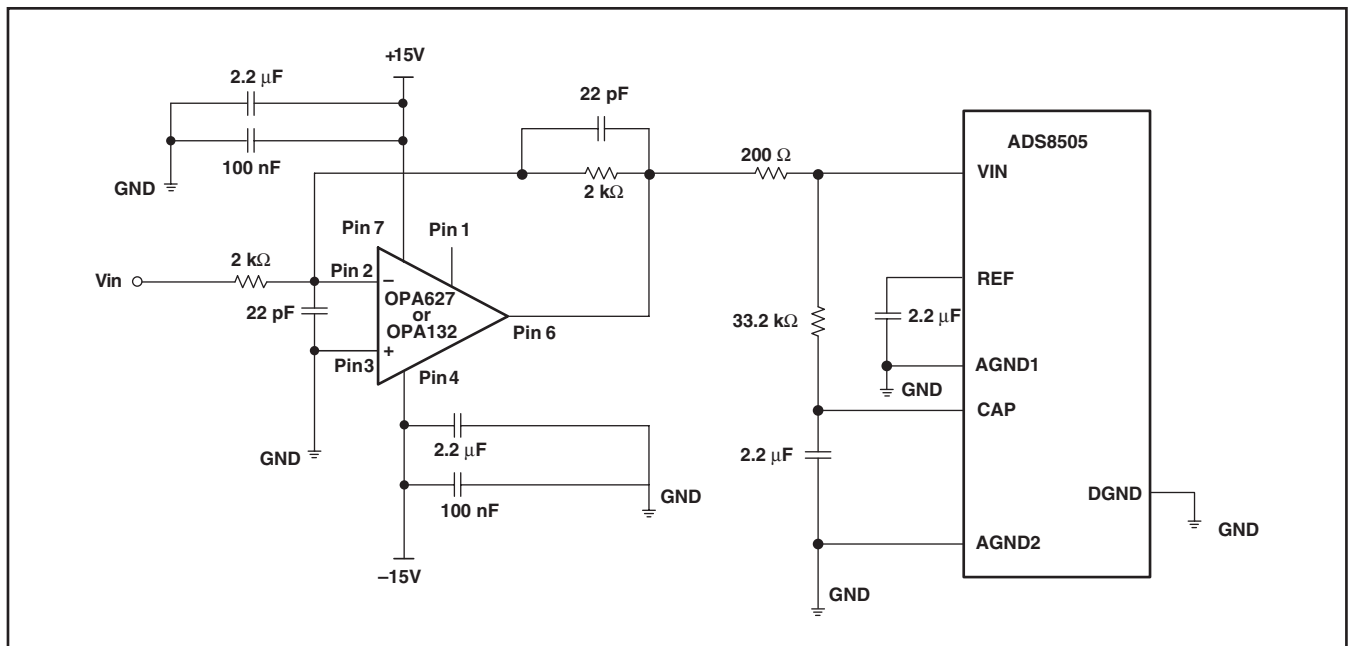 +15V
2.2 μF
100 nF
GND
22 pF
2 kΩ
200 Ω
ADS8505
VIN
Pin 7
Pin 1
2 kΩ
Vin
Pin 2
–
22 pF
OPA627
or
OPA132
Pin 6
+
Pin3
Pin4
GND
2.2 μF
100 nF
GND
–15V
33.2 kΩ
REF
2.2 μF
AGND1
GND
CAP
2.2 μF
DGND
GND
AGND2
GND